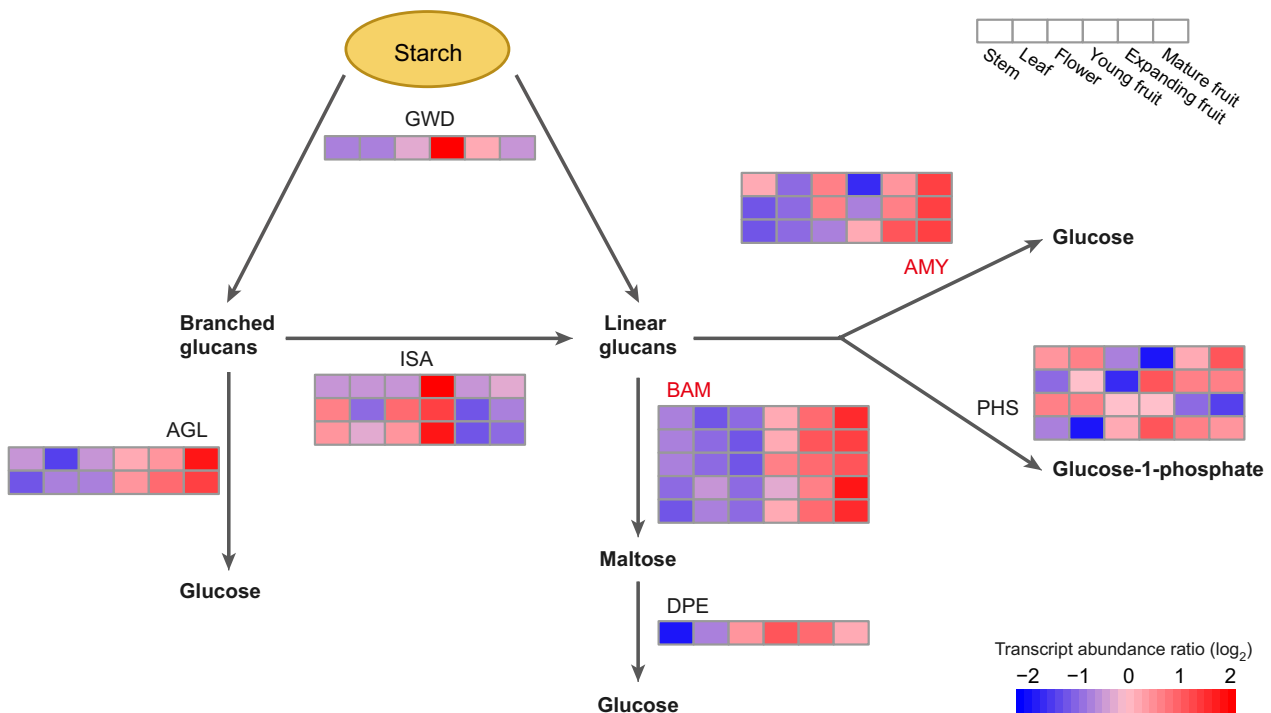 Starch
Stem
Leaf
Flower
Young fruit
Expanding fruit
Mature fruit
GWD
AMY
Glucose
Branched
glucans
Linear
glucans
ISA
BAM
PHS
AGL
Glucose-1-phosphate
Maltose
Glucose
DPE
Glucose
Transcript abundance ratio (log2)
−2 −1 0 1 2